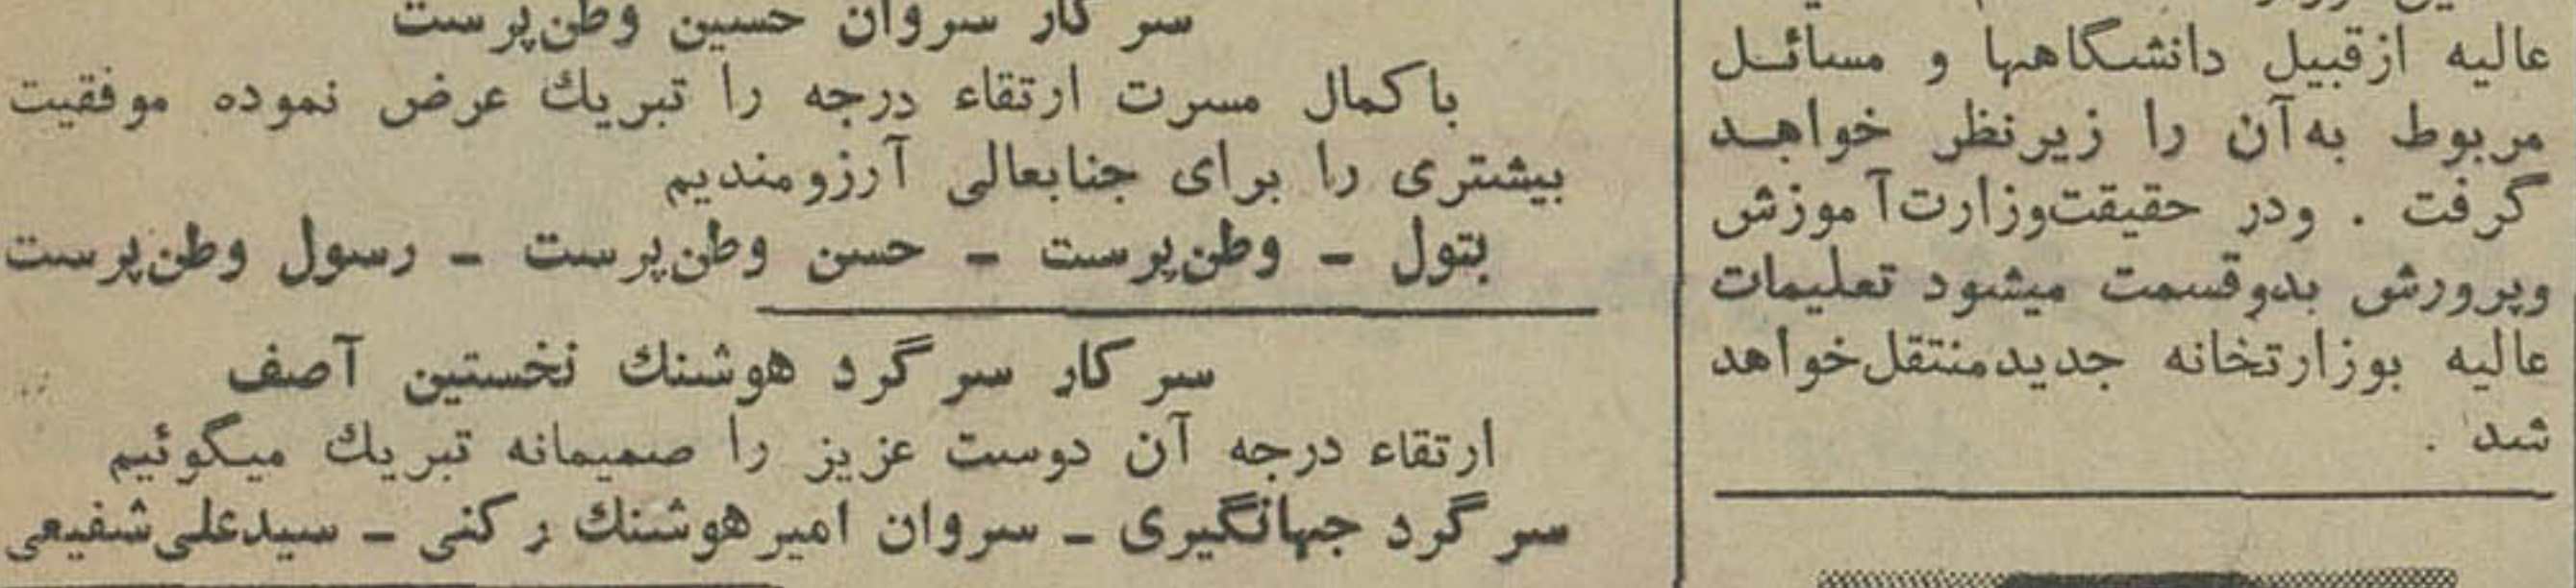 عالیه ازقبیل دانشگاهها و مسائل
مربوط به‌آن را زیرنظر خواهد
گرفت . ودر حقیقت‌وزارت‌آموزش
وپرورش بدوقسمت میشود تعلیمات
عالیه بوزارتخانه جدیدمنتقل‌خواهد
شد .
سرکار سروان حسین وطن‌پرست
باکمال مسرت ارتقاء درجه را تبریك عرض نموده موفقیت
بیشتری را برای جنابعالی آرزومندیم
بتول – وطن‌پرست – حسن وطن‌پرست – رسول وطن‌پرست
سرکار سرگرد هوشنك نخستین آصف
ارتقاء درجه آن دوست عزیز را صمیمانه تبریك میگوئیم
سرگرد جهانگیری – سروان امیرهوشنك رکنی – سیدعلی‌شفیعی